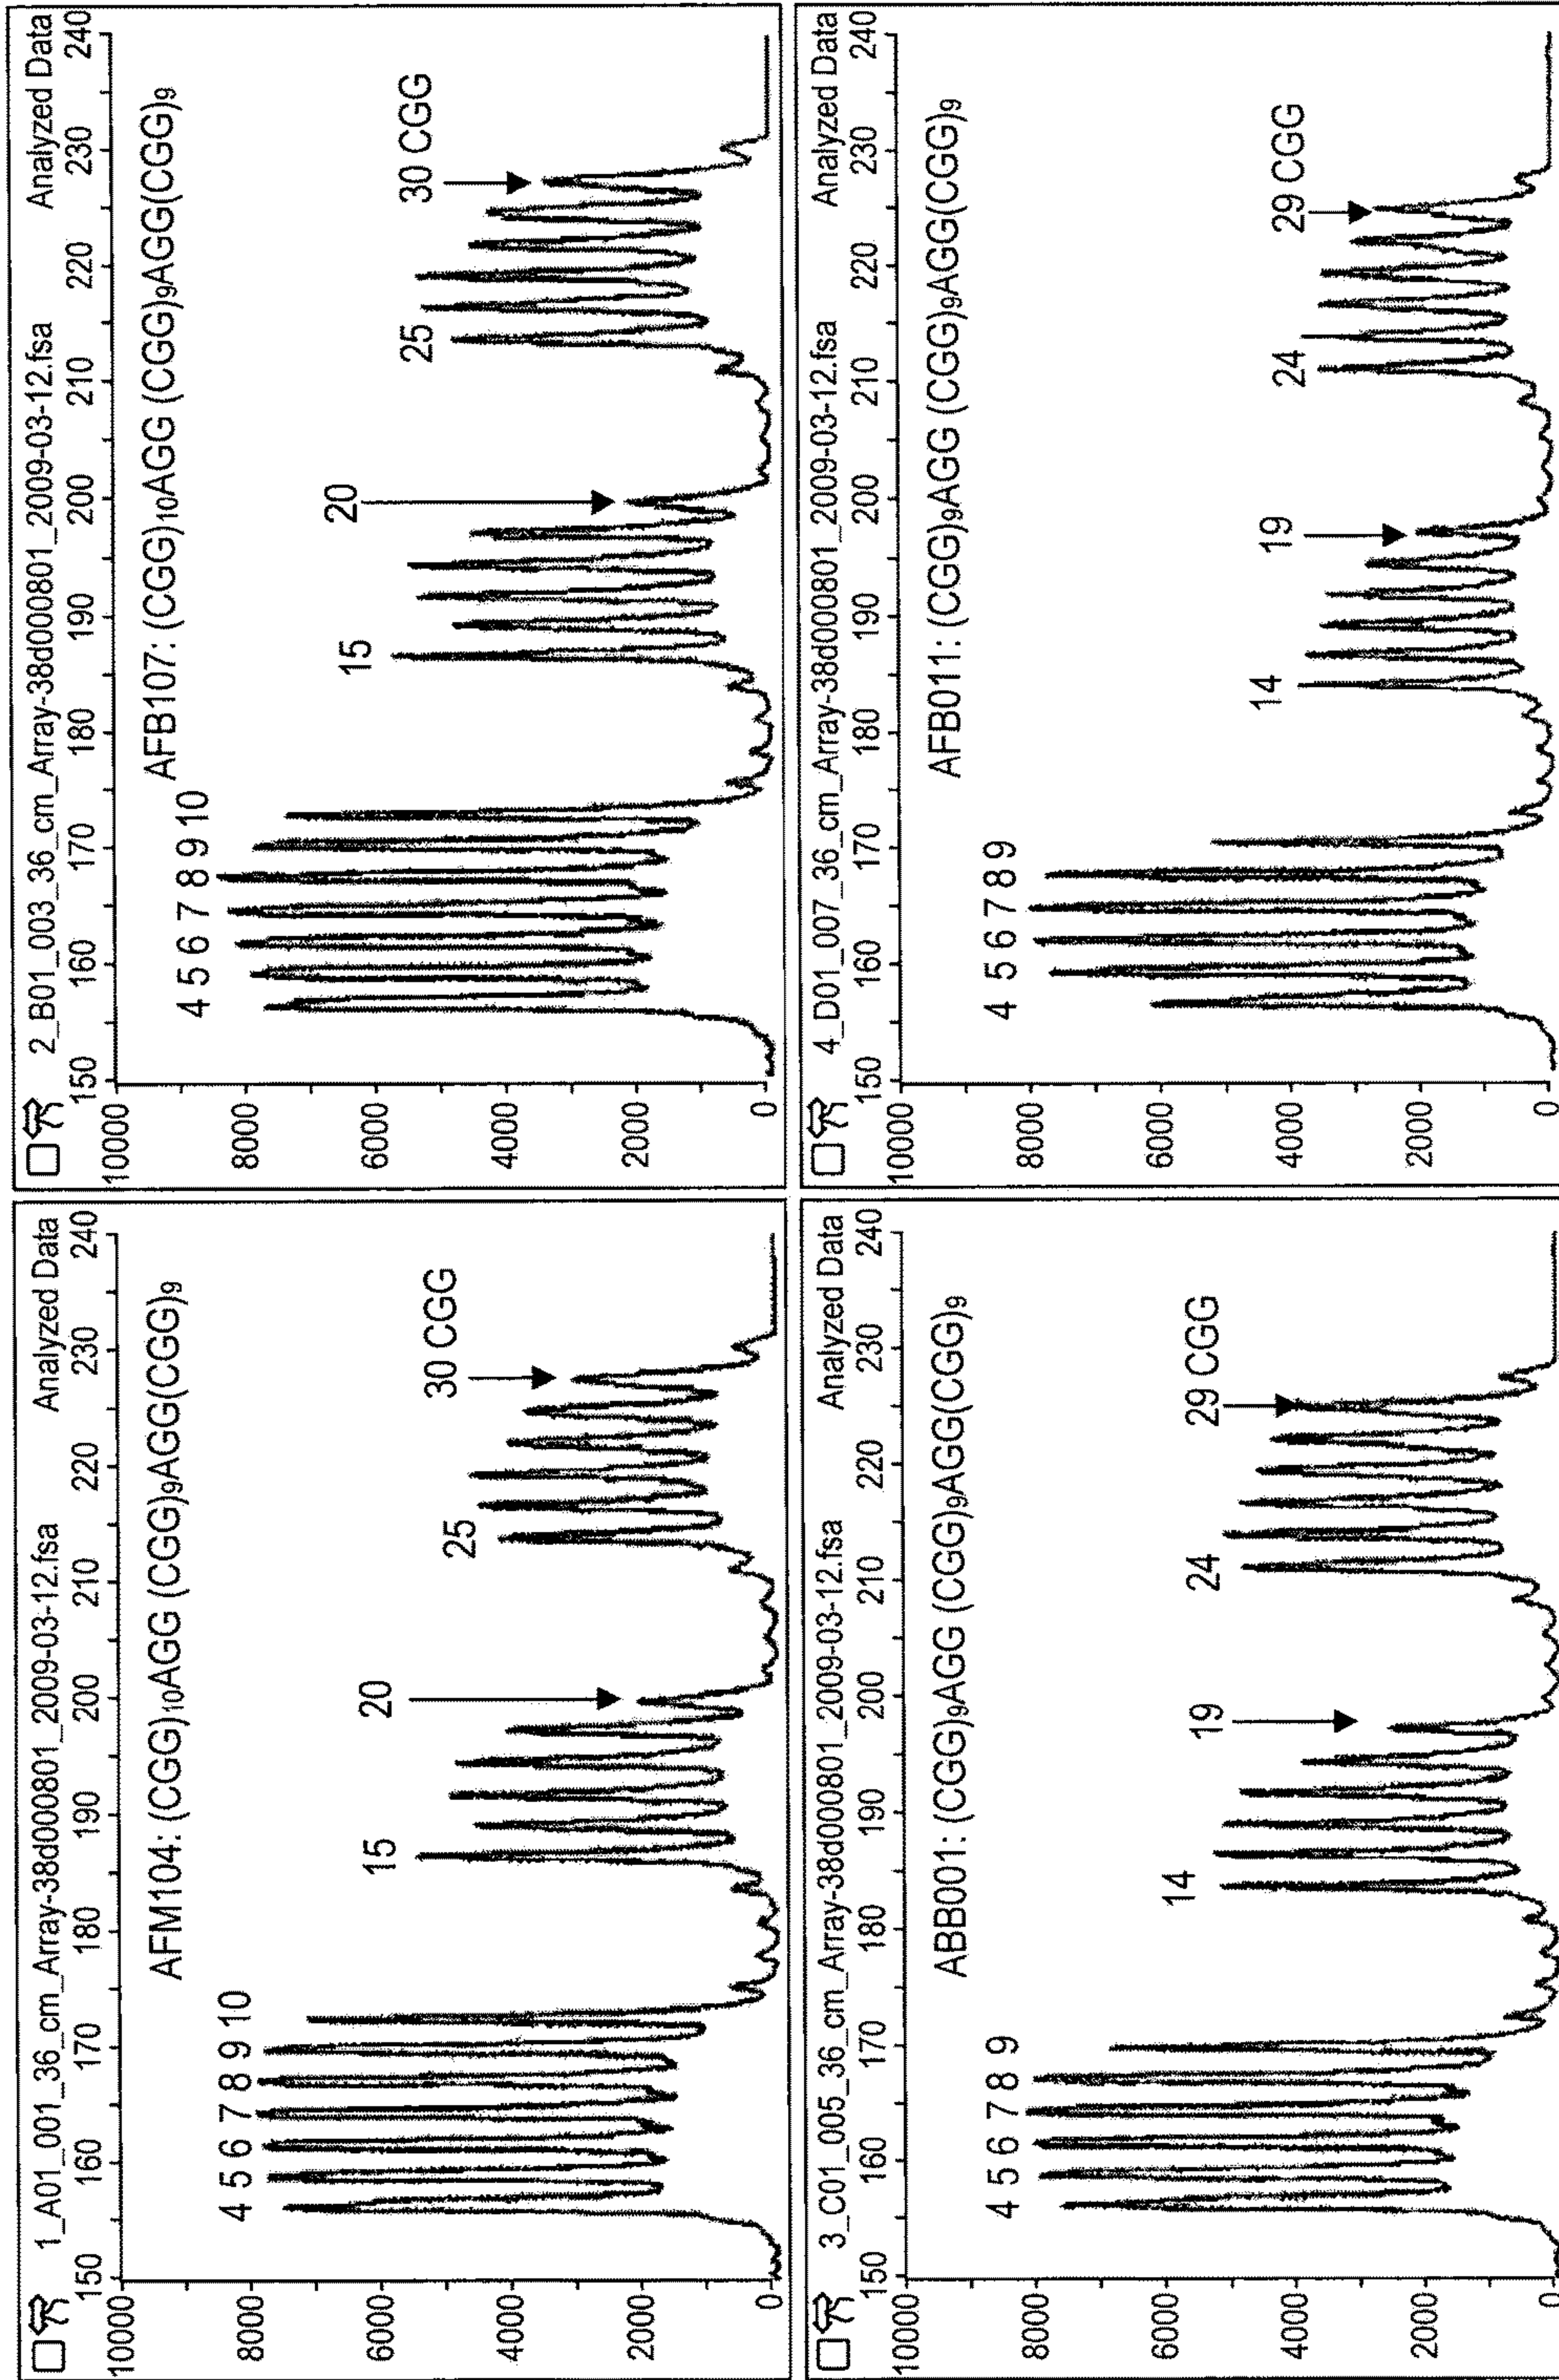 1_A01_001_36_cm_Array-38d000801_2009-03-12.fsa Analyzed Data
150 160 170 180 190 200 210 220 230 240
10000
8000
6000
4000
2000
0
AFM104: (CGG)₁₀AGG (CGG)₉AGG(CGG)₉
4 5 6 7 8 9 10
15
20
25
30 CGG
2_B01_003_36_cm_Array-38d000801_2009-03-12.fsa Analyzed Data
150 160 170 180 190 200 210 220 230 240
10000
8000
6000
4000
2000
0
AFB107: (CGG)₁₀AGG (CGG)₉AGG(CGG)₉
4 5 6 7 8 9 10
15
20
25
30 CGG
3_C01_005_36_cm_Array-38d000801_2009-03-12.fsa Analyzed Data
150 160 170 180 190 200 210 220 230 240
10000
8000
6000
4000
2000
0
ABB001: (CGG)₉AGG (CGG)₉AGG(CGG)₉
4 5 6 7 8 9
14
19
24
29 CGG
4_D01_007_36_cm_Array-38d000801_2009-03-12.fsa Analyzed Data
150 160 170 180 190 200 210 220 230 240
10000
8000
6000
4000
2000
0
AFB011: (CGG)₉AGG (CGG)₉AGG(CGG)₉
4 5 6 7 8 9
14
19
24
29 CGG